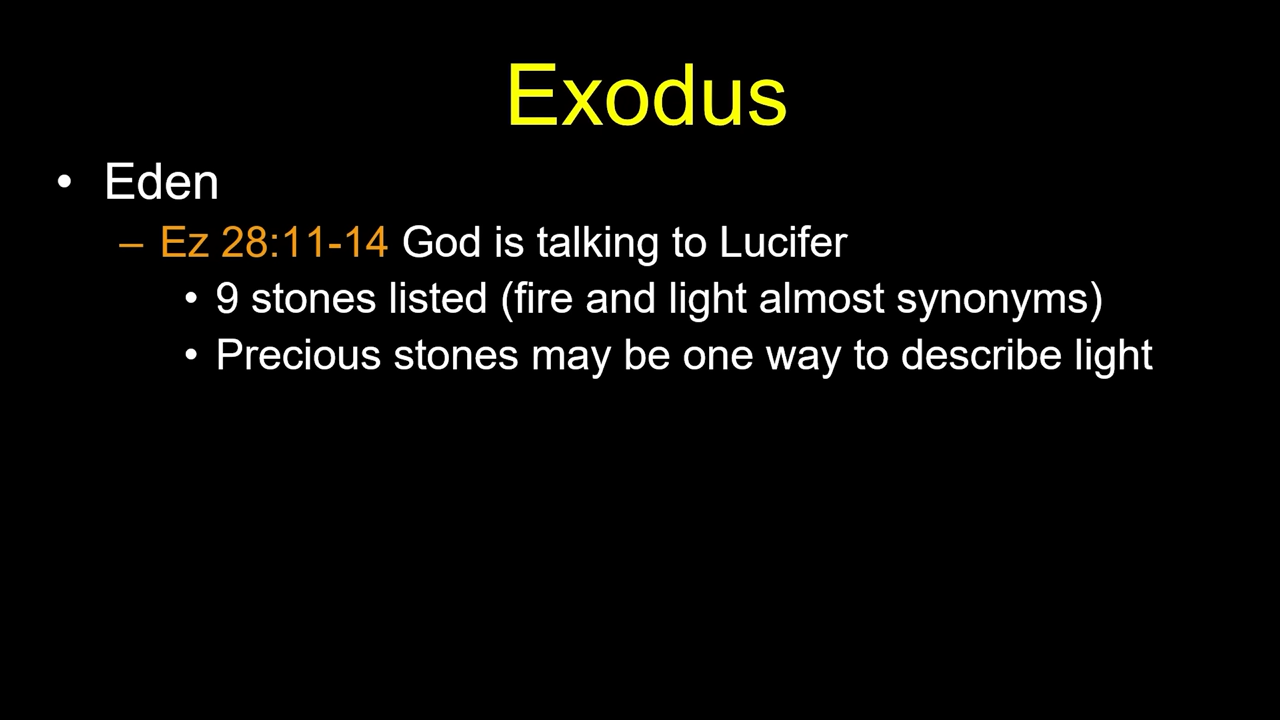 Exodus
• Eden
– Ez 28:11-14 God is talking to Lucifer
• 9 stones listed (fire and light almost synonyms)
• Precious stones may be one way to describe light